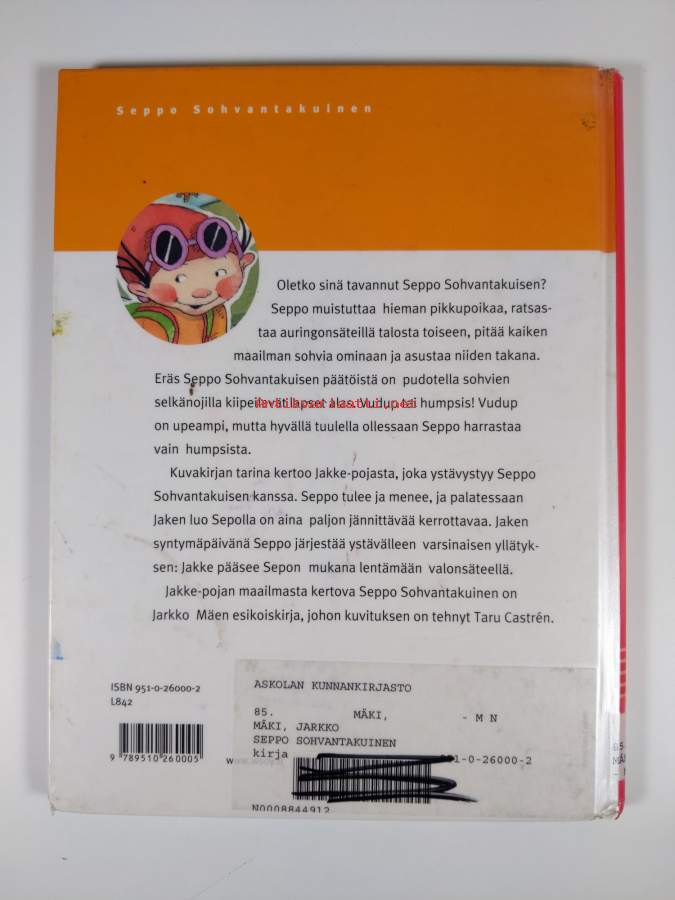 Seppo Sohvantakuinen
Oletko sinä tavannut Seppo Sohvantakuisen?
Seppo muistuttaa hieman pikkupoikaa, ratsas-
taa auringonsäteillä talosta toiseen, pitää kaiken
maailman sohvia ominaan ja asustaa niiden takana.
Eräs Seppo Sohvantakuisen päätöistä on pudotella sohvien
selkänojilla kiipeilevät lapset alas. Vudup tai humpsis! Vudup
on upeampi, mutta hyvällä tuulella ollessaan Seppo harrastaa
vain humpsista.
Kuvakirjan tarina kertoo Jakke-pojasta, joka ystävystyy Seppo
Sohvantakuisen kanssa. Seppo tulee ja menee, ja palatessaan
Jaken luo Sepolla on aina paljon jännittävää kerrottavaa. Jaken
syntymäpäivänä Seppo järjestää ystävälleen varsinaisen yllätyk-
sen: Jakke pääsee Sepon mukana lentämään valonsäteellä.
Jakke-pojan maailmasta kertova Seppo Sohvantakuinen on
Jarkko Mäen esikoiskirja, johon kuvituksen on tehnyt Taru Castrén.
ISBN 951-0-26000-2
L842
9 789510 260005
ASKOLAN KUNNANKIRJASTO
85. MÄKI, - M N
MÄKI, JARKKO
SEPPO SOHVANTAKUINEN
kirja 1-0-26000-2
N0008844912